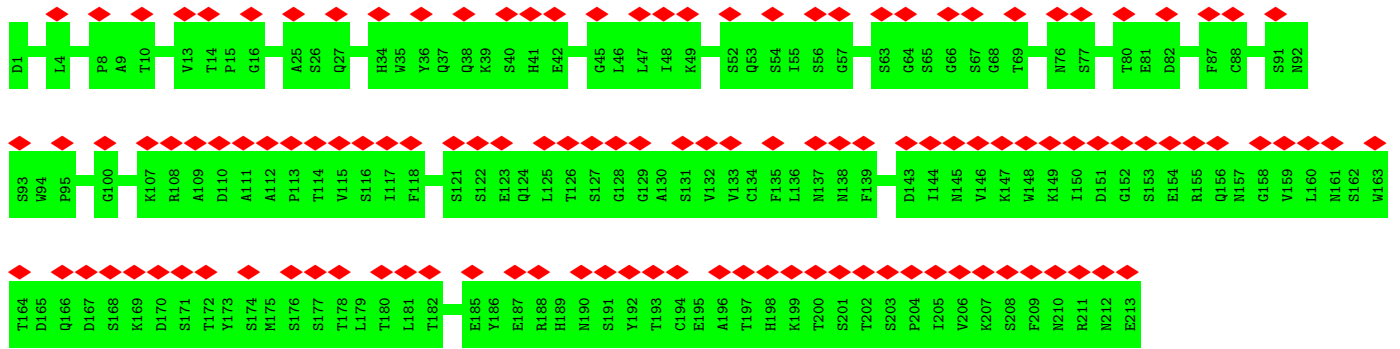 D1 L4 P8 A9 T10 V13 T14 P15 G16 A25 S26 Q27 H34 W35 Y36 Q37 Q38 K39 S40 H41 E42 G45 L46 L47 I48 K49 S52 Q53 S54 I55 S56 G57 S63 G64 S65 G66 S67 G68 T69 N76 S77 T80 E81 D82 F87 C88 S91 N92
S93 W94 P95 G100 K107 R108 A109 D110 A111 A112 P113 T114 V115 S116 I117 F118 S121 S122 E123 Q124 L125 T126 S127 G128 G129 A130 S131 V132 V133 C134 F135 L136 N137 N138 F139 D143 I144 N145 V146 K147 W148 K149 I150 D151 G152 S153 E154 R155 Q156 N157 G158 V159 L160 N161 S162 W163
T164 D165 Q166 D167 S168 K169 D170 S171 T172 Y173 S174 M175 S176 S177 T178 L179 T180 L181 T182 E185 Y186 E187 R188 H189 N190 S191 Y192 T193 C194 E195 A196 T197 H198 K199 T200 S201 T202 S203 P204 I205 V206 K207 S208 F209 N210 R211 N212 E213